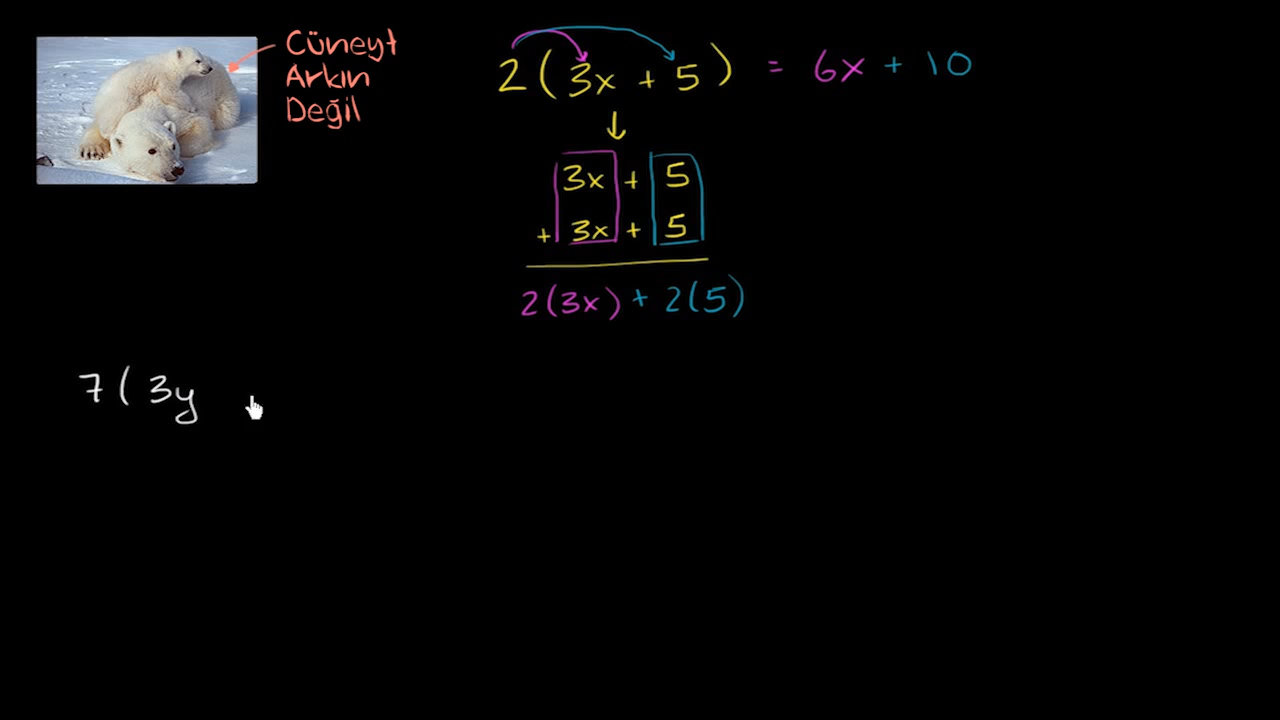 Cüneyt
Arkın
Değil
2(3x + 5) = 6x + 10
3x + 5
+ 3x + 5
2(3x) + 2(5)
7(3y